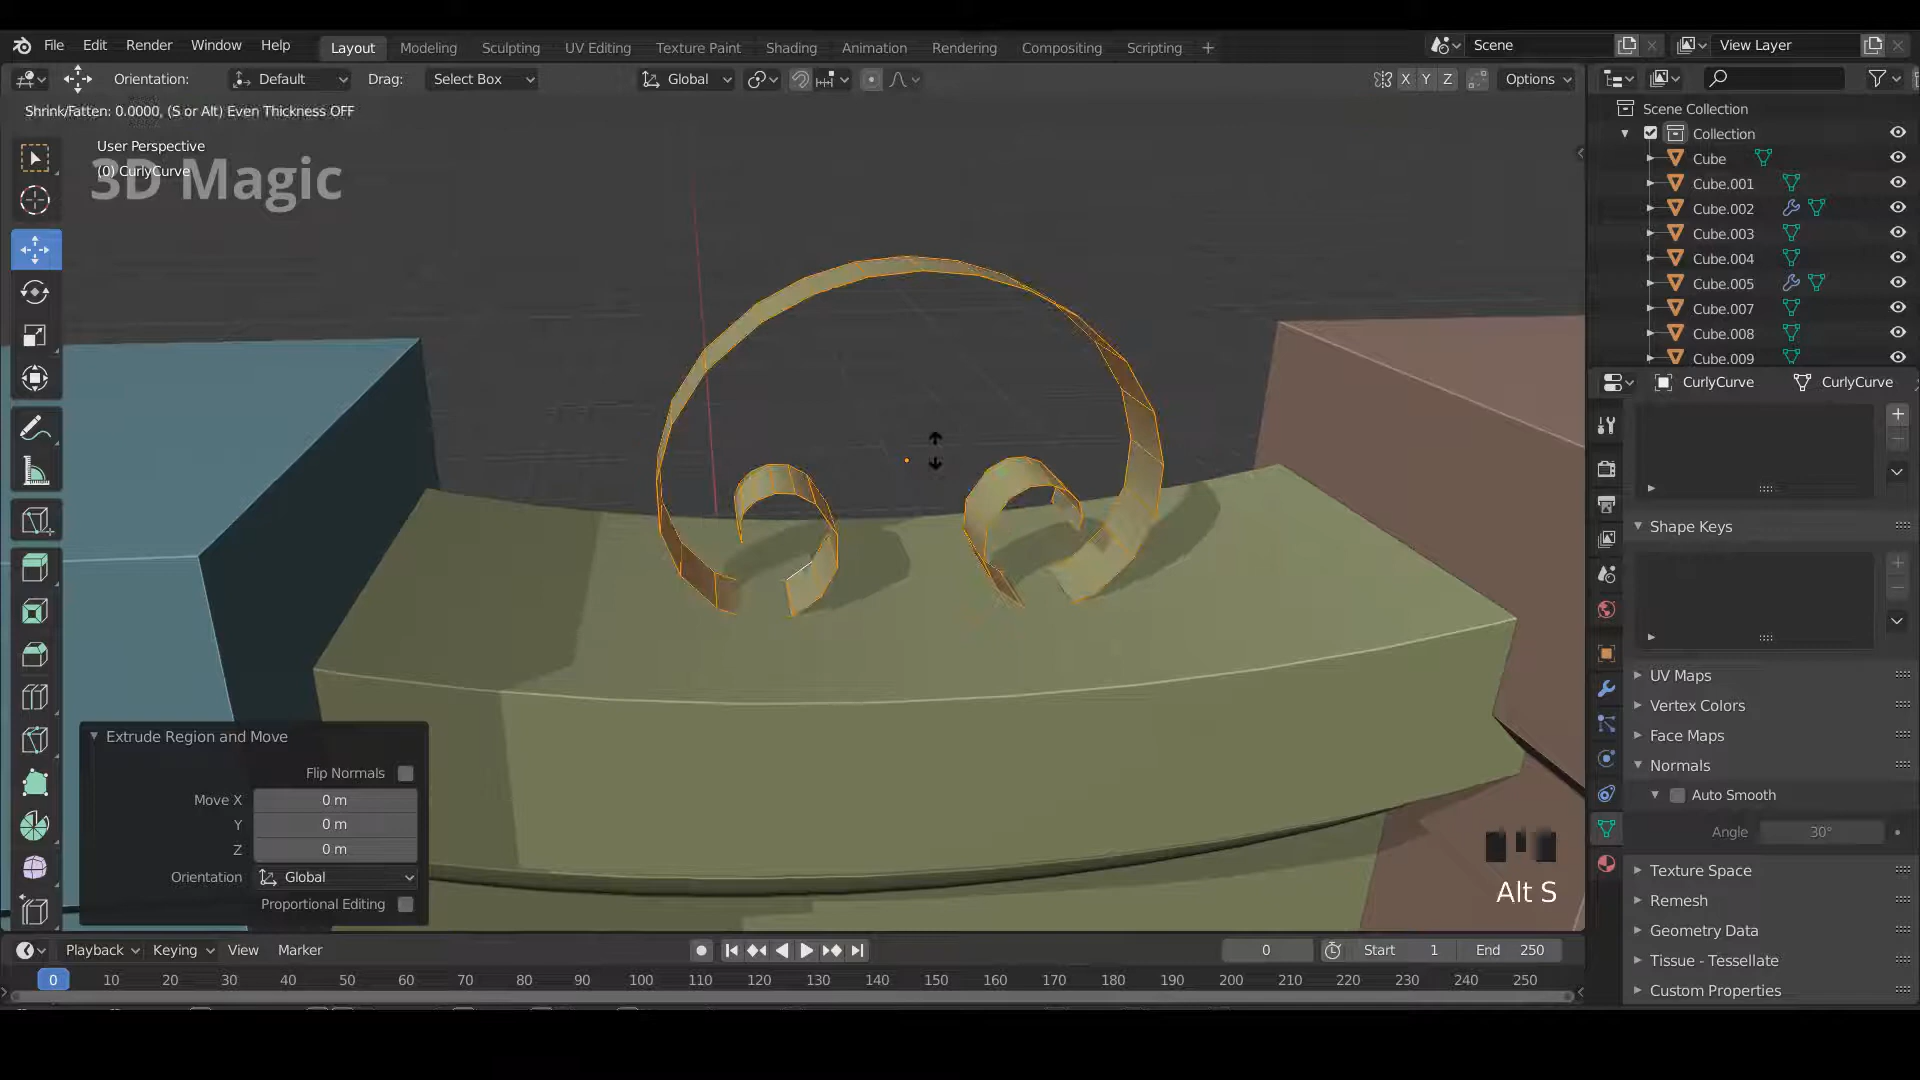 File Edit Render Window Help Layout Modeling Sculpting UV Editing Texture Paint Shading Animation Rendering Compositing Scripting + Scene View Layer
Orientation: Default Drag: Select Box Global X Y Z Options
Shrink/Fatten: 0.0000, (S or Alt) Even Thickness OFF
User Perspective
(0) CurlyCurve
3D Magic
Scene Collection
Collection
Cube
Cube.001
Cube.002
Cube.003
Cube.004
Cube.005
Cube.007
Cube.008
Cube.009
CurlyCurve CurlyCurve
Shape Keys
UV Maps
Vertex Colors
Face Maps
Normals
Auto Smooth
Angle 30°
Texture Space
Remesh
Geometry Data
Tissue - Tessellate
Custom Properties
Extrude Region and Move
Flip Normals
Move X 0 m
Y 0 m
Z 0 m
Orientation Global
Proportional Editing
Alt S
Playback Keying View Marker 0 Start 1 End 250
0 10 20 30 40 50 60 70 80 90 100 110 120 130 140 150 160 170 180 190 200 210 220 230 240 250